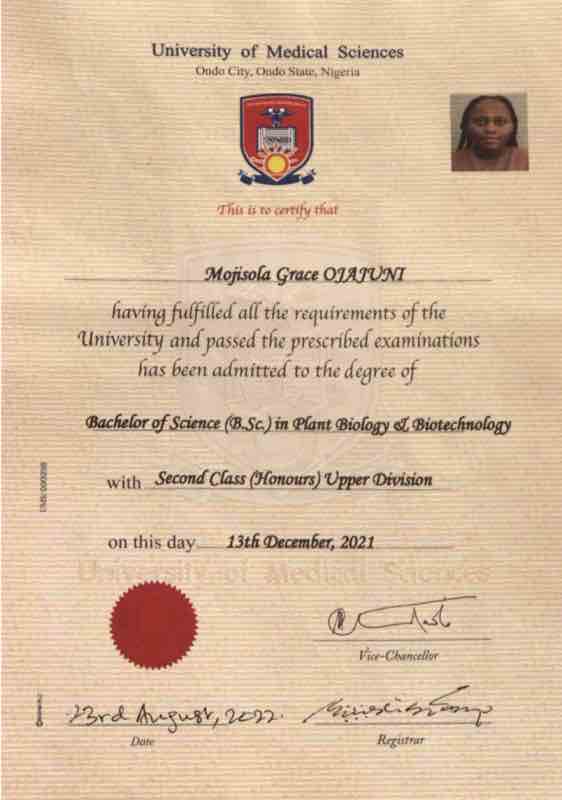 University of Medical Sciences
Ondo City, Ondo State, Nigeria
This is to certify that
Mojisola Grace OJAJUNI
having fulfilled all the requirements of the
University and passed the prescribed examinations
has been admitted to the degree of
Bachelor of Science (B.Sc.) in Plant Biology & Biotechnology
with Second Class (Honours) Upper Division
on this day 13th December, 2021
University of Medical Sciences
Vice-Chancellor
23rd August, 2022.
Date
Registrar